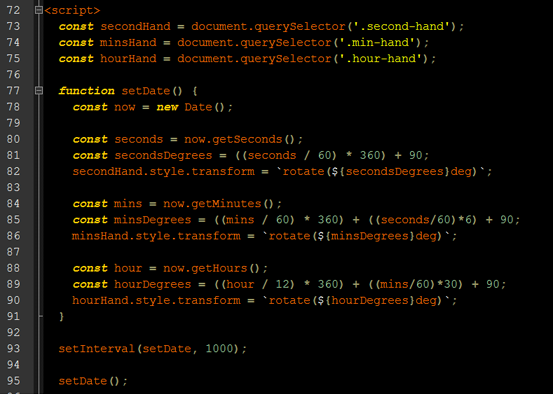 72 <script>
73 const secondHand = document.querySelector('.second-hand');
74 const minsHand = document.querySelector('.min-hand');
75 const hourHand = document.querySelector('.hour-hand');
76
77 function setDate() {
78 const now = new Date();
79
80 const seconds = now.getSeconds();
81 const secondsDegrees = ((seconds / 60) * 360) + 90;
82 secondHand.style.transform = `rotate(${secondsDegrees}deg)`;
83
84 const mins = now.getMinutes();
85 const minsDegrees = ((mins / 60) * 360) + ((seconds/60)*6) + 90;
86 minsHand.style.transform = `rotate(${minsDegrees}deg)`;
87
88 const hour = now.getHours();
89 const hourDegrees = ((hour / 12) * 360) + ((mins/60)*30) + 90;
90 hourHand.style.transform = `rotate(${hourDegrees}deg)`;
91 }
92
93 setInterval(setDate, 1000);
94
95 setDate();